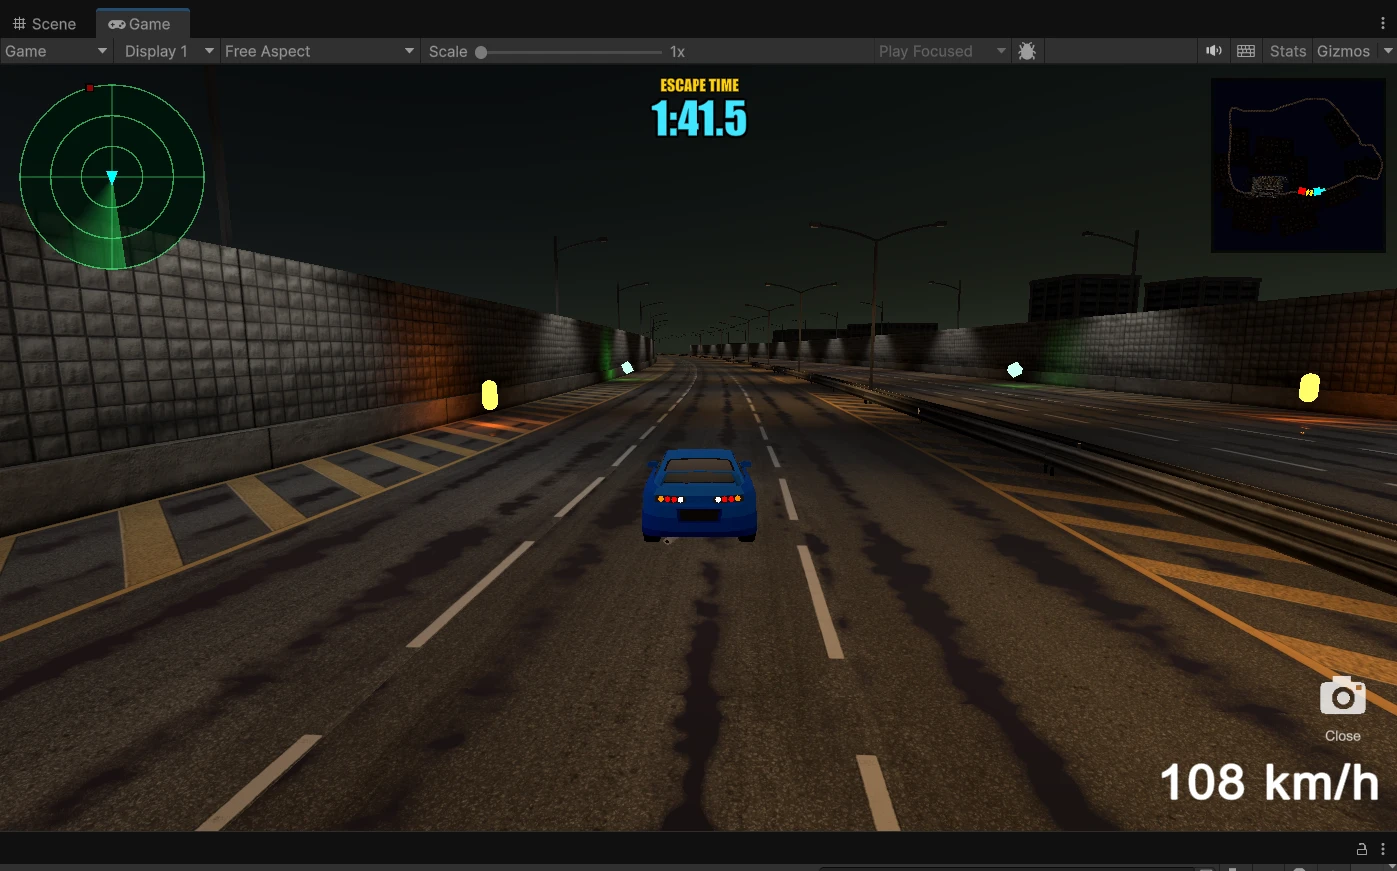 Scene
Game
Game
Display 1
Free Aspect
Scale
1x
Play Focused
Stats
Gizmos
ESCAPE TIME
1:41.5
Close
108 km/h